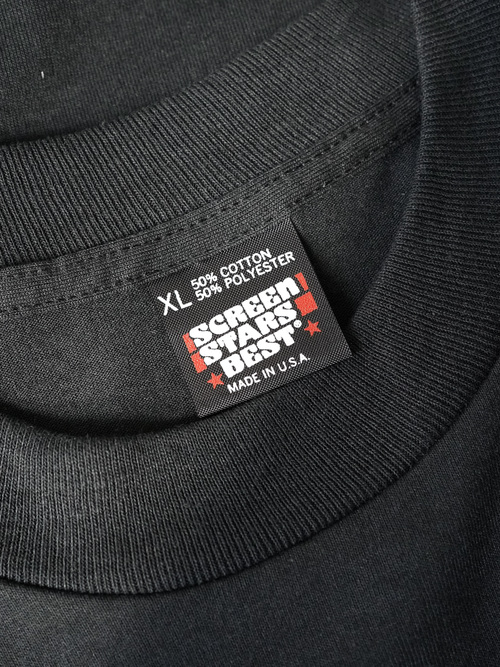 XL 50% COTTON
50% POLYESTER
SCREEN
STARS
BEST®
MADE IN U.S.A.